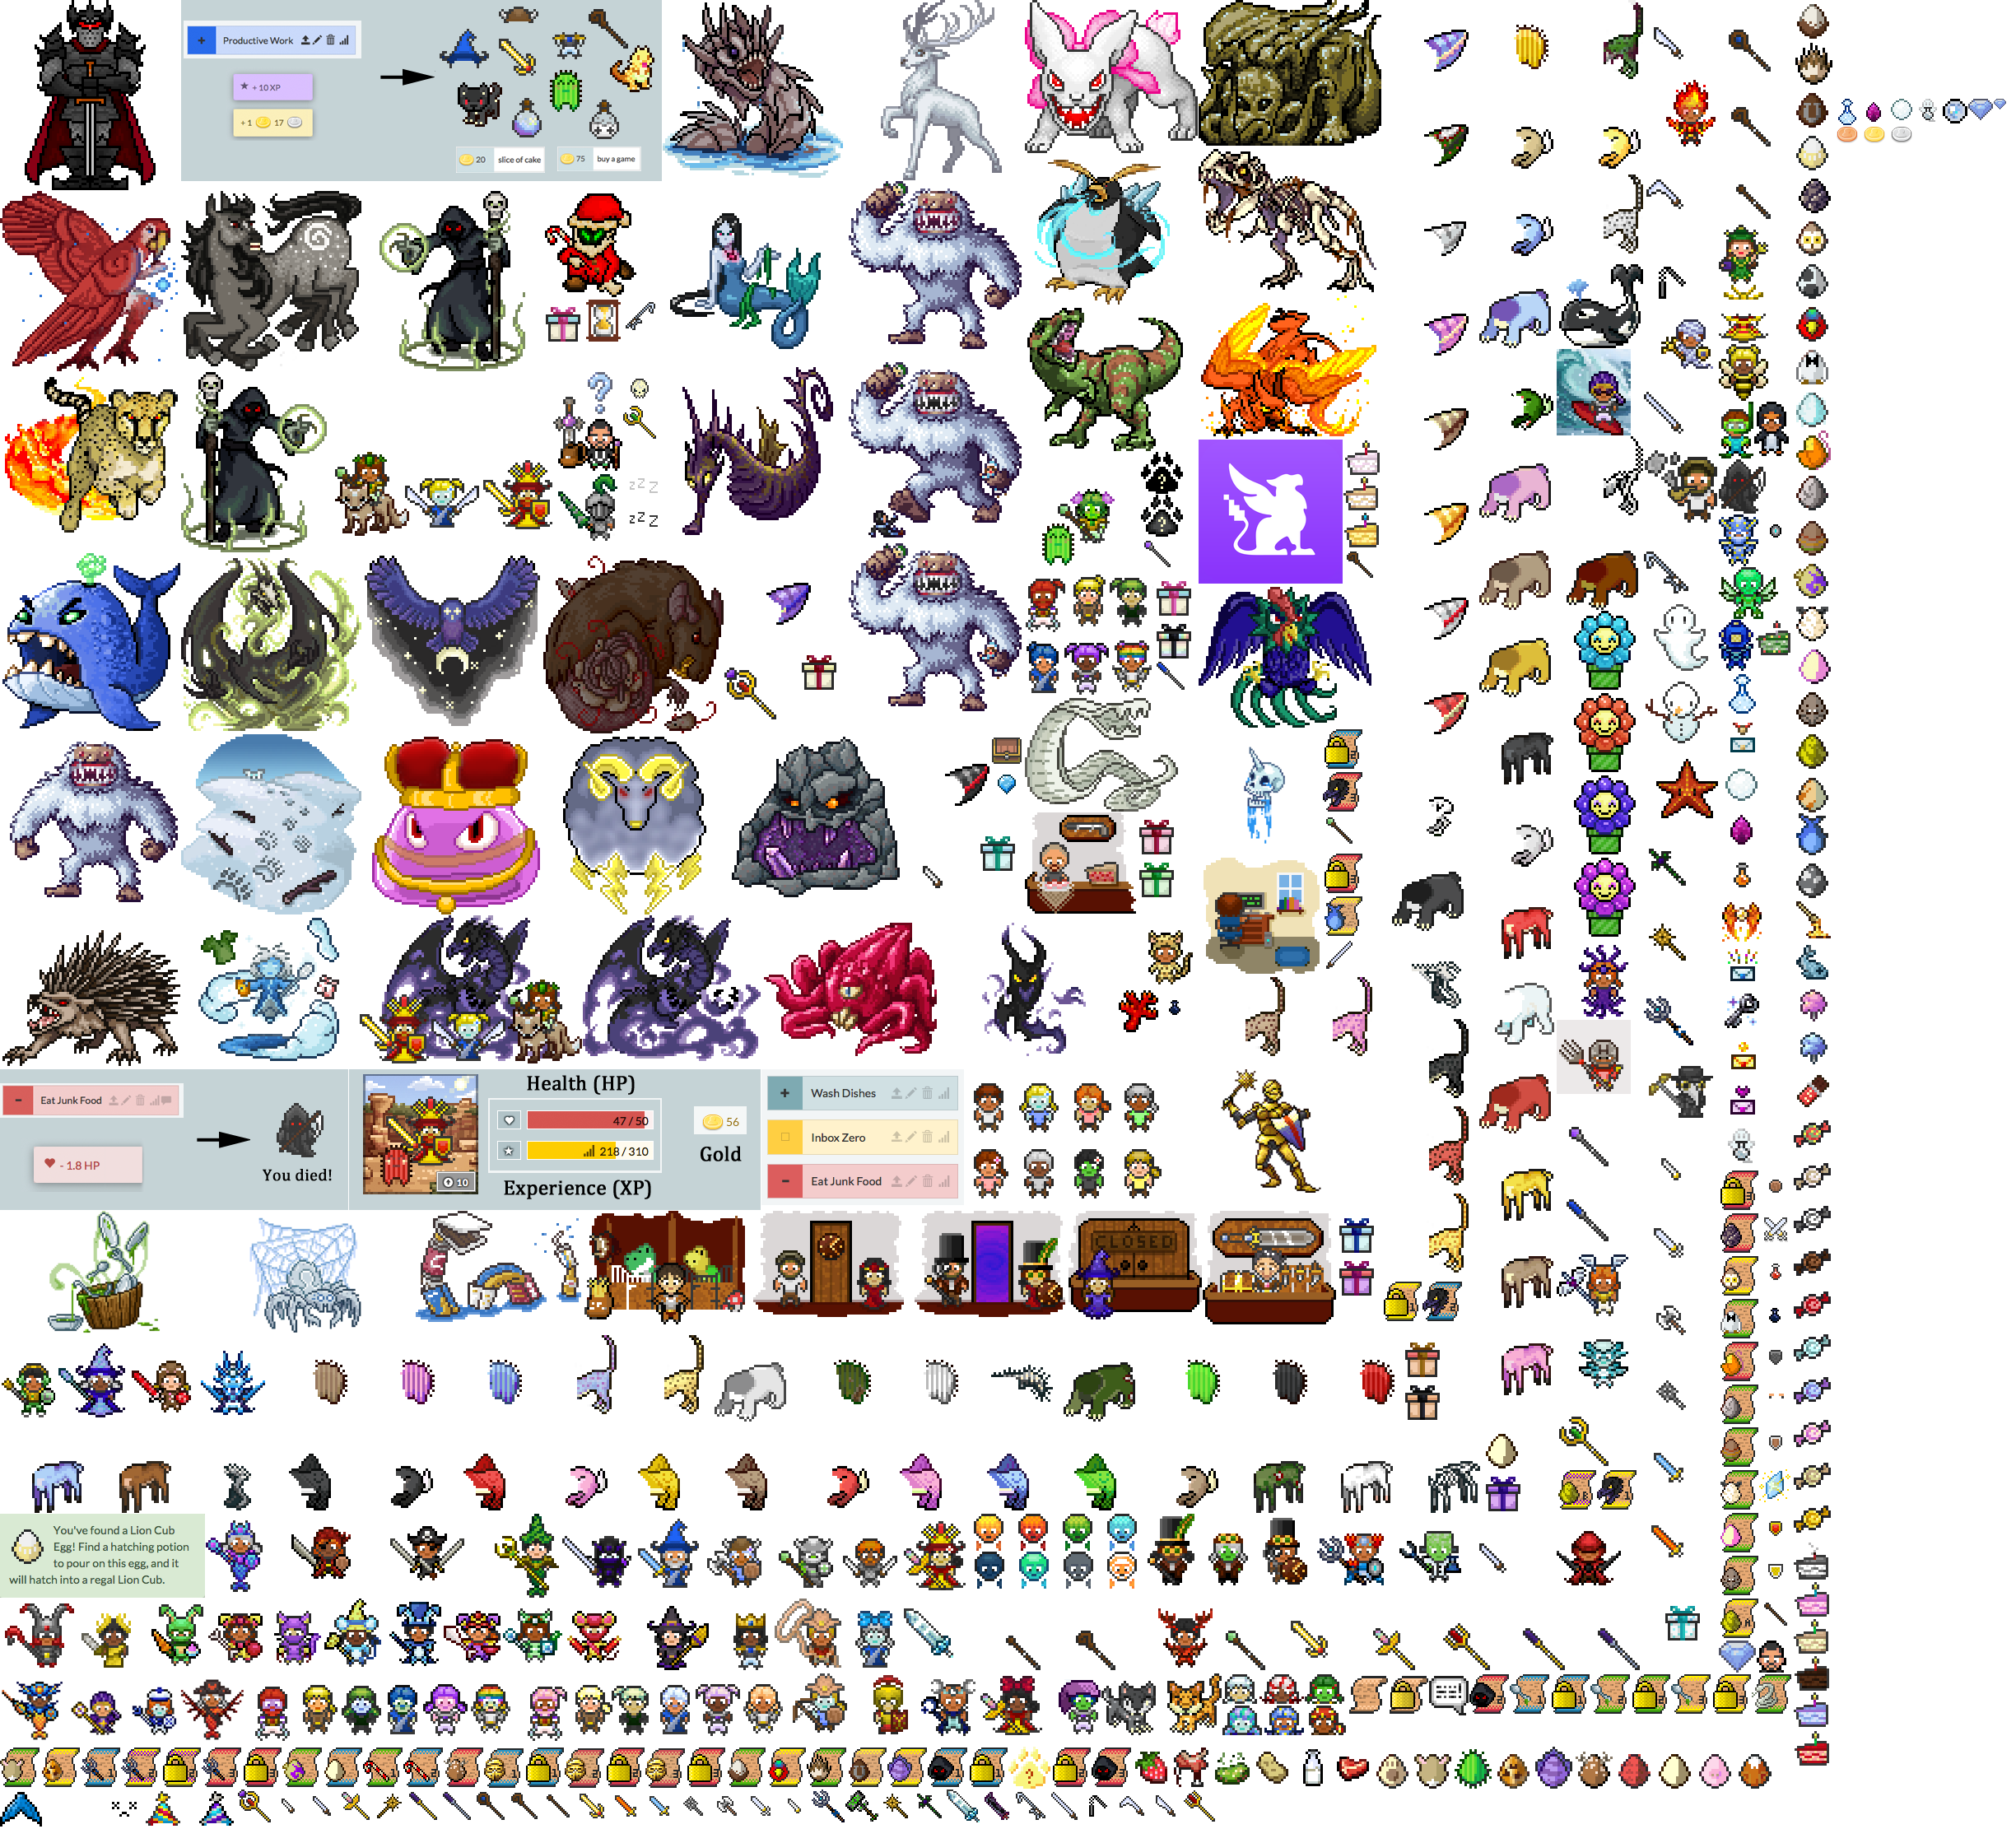 Productive Work
+ 10 XP
+ 1 17
20 slice of cake
75 buy a game
? z z z
z z z
Eat Junk Food
- 1.8 HP
You died!
Health (HP)
47 / 50
218 / 310
Experience (XP)
10
56
Gold
Wash Dishes
Inbox Zero
Eat Junk Food
CLOSED
You've found a Lion Cub
Egg! Find a hatching potion
to pour on this egg, and it
will hatch into a regal Lion Cub.